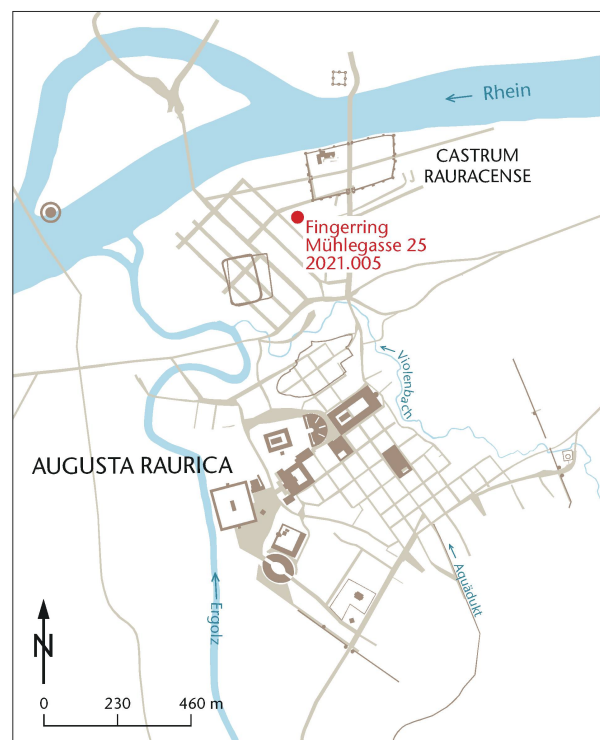 Rhein
CASTRUM
RAURACENSE
Fingerring
Mühlegasse 25
2021.005
Violenbach
AUGUSTA RAURICA
Aquädukt
Ergolz
N
0 230 460 m